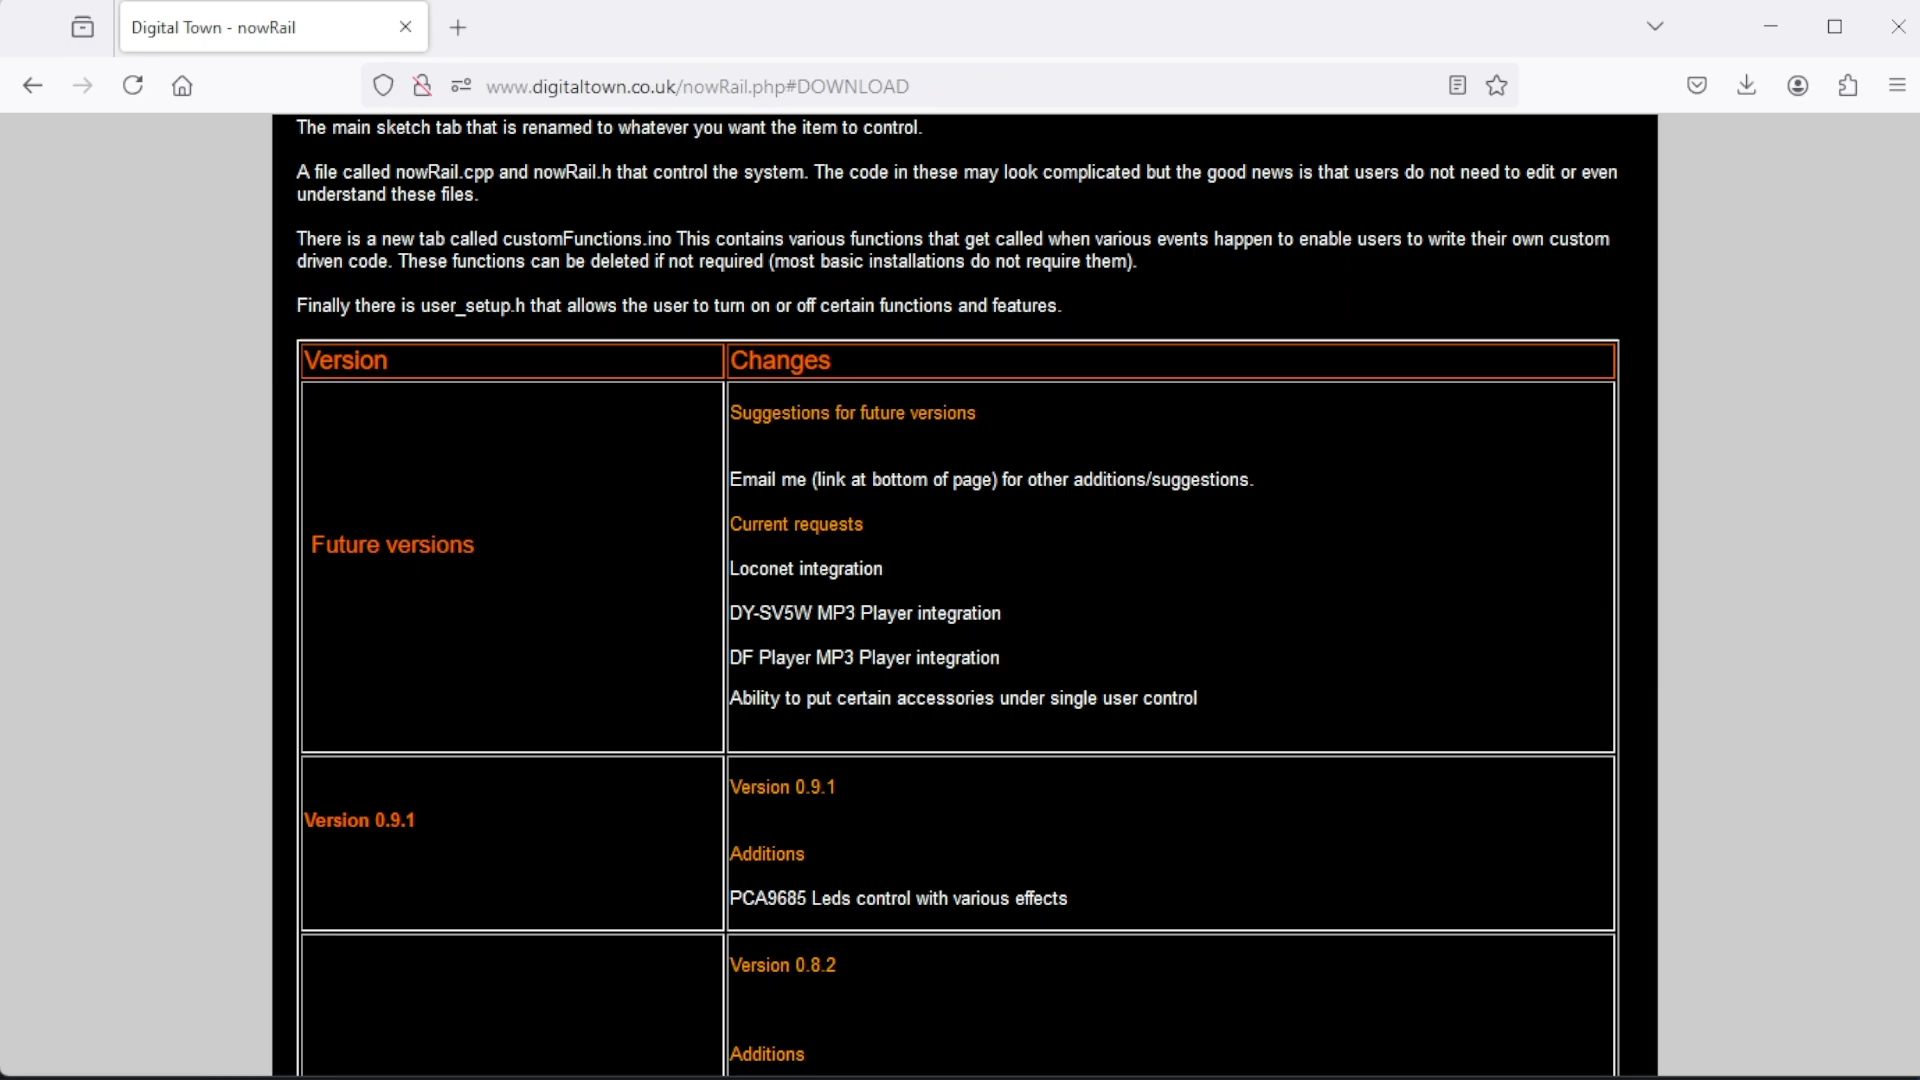 Digital Town - nowRail
www.digitaltown.co.uk/nowRail.php#DOWNLOAD
The main sketch tab that is renamed to whatever you want the item to control.
A file called nowRail.cpp and nowRail.h that control the system. The code in these may look complicated but the good news is that users do not need to edit or even
understand these files.
There is a new tab called customFunctions.ino This contains various functions that get called when various events happen to enable users to write their own custom
driven code. These functions can be deleted if not required (most basic installations do not require them).
Finally there is user_setup.h that allows the user to turn on or off certain functions and features.
Version
Changes
Suggestions for future versions
Email me (link at bottom of page) for other additions/suggestions.
Current requests
Future versions
Loconet integration
DY-SV5W MP3 Player integration
DF Player MP3 Player integration
Ability to put certain accessories under single user control
Version 0.9.1
Version 0.9.1
Additions
PCA9685 Leds control with various effects
Version 0.8.2
Additions